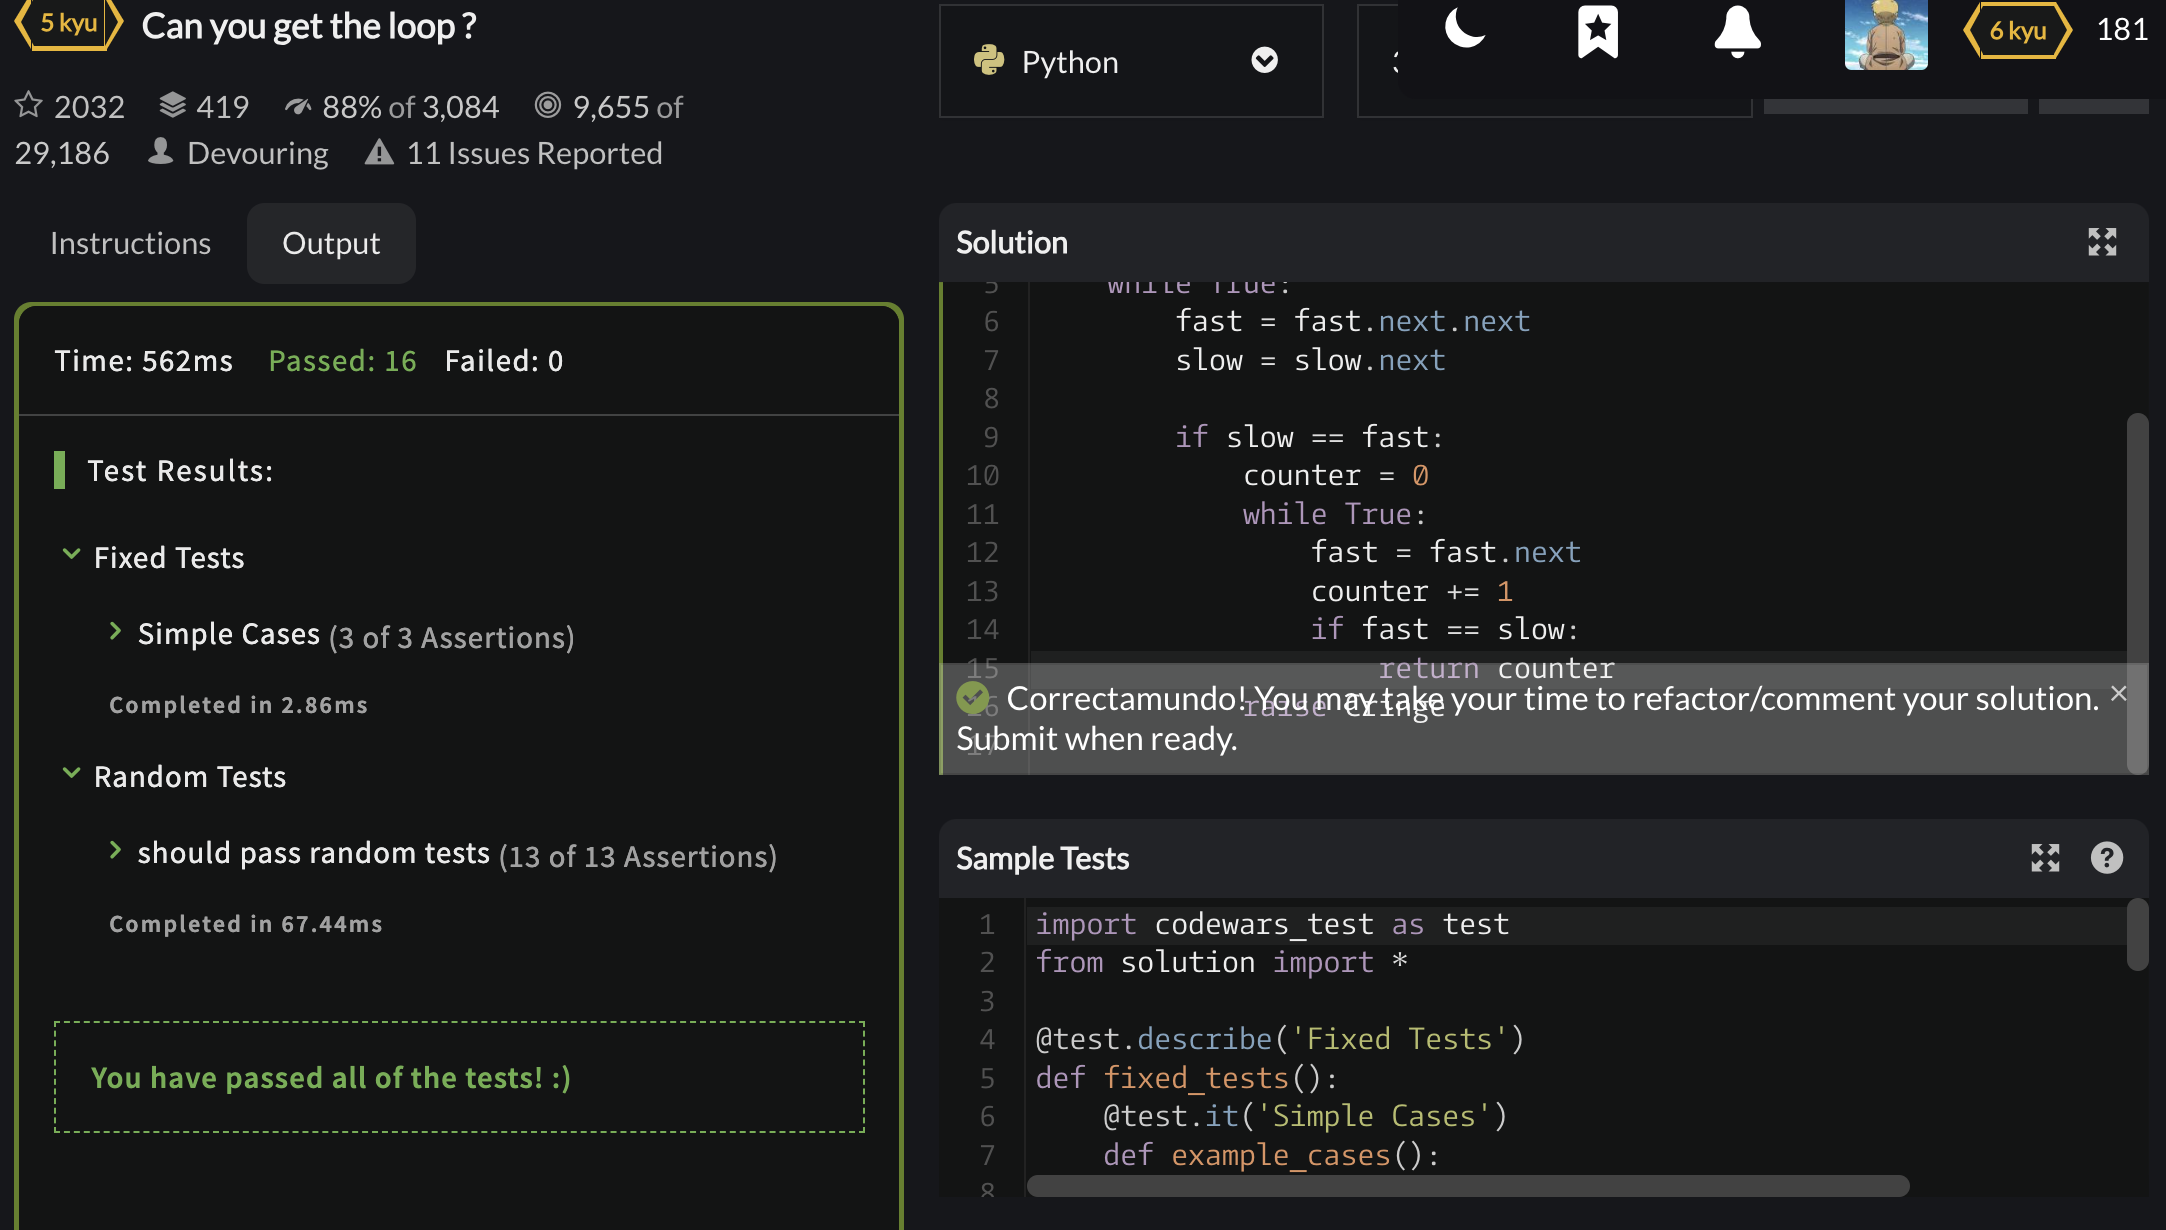 5 kyu
Can you get the loop ?
2032 419 88% of 3,084 9,655 of
29,186 Devouring 11 Issues Reported
Python
6 kyu 181
Instructions Output
Time: 562ms Passed: 16 Failed: 0
Test Results:
Fixed Tests
Simple Cases (3 of 3 Assertions)
Completed in 2.86ms
Random Tests
should pass random tests (13 of 13 Assertions)
Completed in 67.44ms
You have passed all of the tests! :)
Solution
5 while True:
6 fast = fast.next.next
7 slow = slow.next
8
9 if slow == fast:
10 counter = 0
11 while True:
12 fast = fast.next
13 counter += 1
14 if fast == slow:
15 return counter
16 raise Cringe
17
Correctamundo! You may take your time to refactor/comment your solution. ×
Submit when ready.
Sample Tests
1 import codewars_test as test
2 from solution import *
3
4 @test.describe('Fixed Tests')
5 def fixed_tests():
6 @test.it('Simple Cases')
7 def example_cases():
8